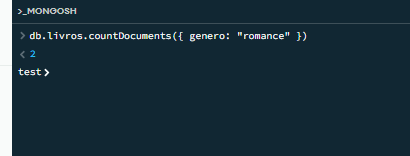 >_MONGOSH
> db.livros.countDocuments({ genero: "romance" })
< 2
test>